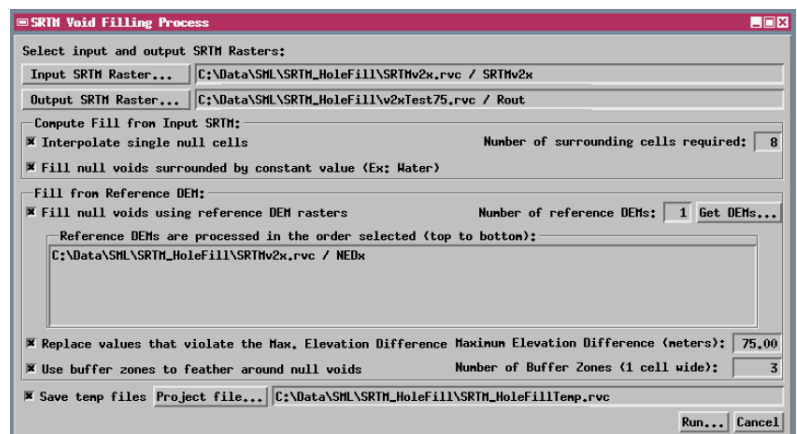 SRTM Void Filling Process
Select input and output SRTM Rasters:
Input SRTM Raster... C:\Data\SML\SRTM_HoleFill\SRTMv2x.rvc / SRTMv2x
Output SRTM Raster... C:\Data\SML\SRTM_HoleFill\v2xTest75.rvc / Rout
Compute Fill from Input SRTM:
Interpolate single null cells Number of surrounding cells required: 8
Fill null voids surrounded by constant value (Ex: Water)
Fill from Reference DEM:
Fill null voids using reference DEM rasters Number of reference DEMs: 1 Get DEMs...
Reference DEMs are processed in the order selected (top to bottom):
C:\Data\SML\SRTM_HoleFill\SRTMv2x.rvc / NEDx
Replace values that violate the Max. Elevation Difference Maximum Elevation Difference (meters): 75.00
Use buffer zones to feather around null voids Number of Buffer Zones (1 cell wide): 3
Save temp files Project file... C:\Data\SML\SRTM_HoleFill\SRTM_HoleFillTemp.rvc
Run... Cancel